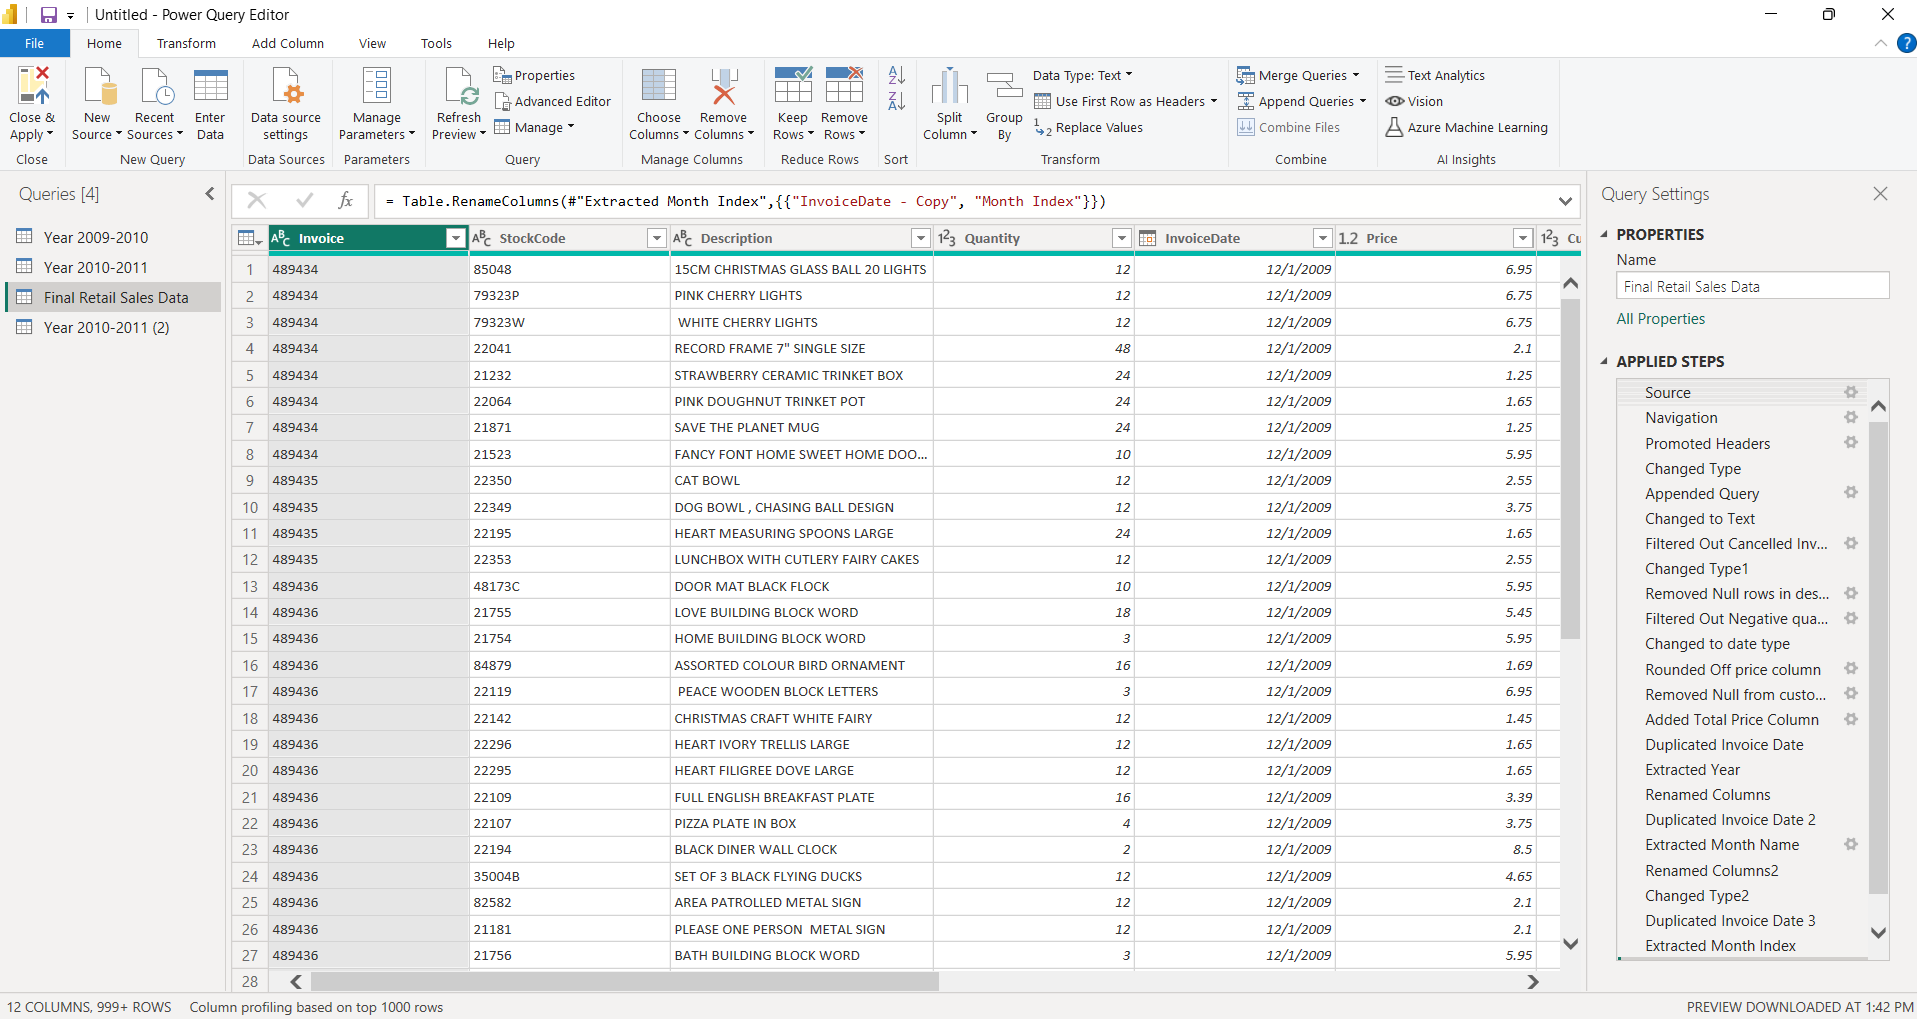 Untitled - Power Query Editor
File Home Transform Add Column View Tools Help
Close & Apply
New Source
Recent Sources
Enter Data
Data source settings
Manage Parameters
Refresh Preview
Properties
Advanced Editor
Manage
Choose Columns
Remove Columns
Keep Rows
Remove Rows
Split Column
Group By
Data Type: Text
Use First Row as Headers
Replace Values
Merge Queries
Append Queries
Combine Files
Text Analytics
Vision
Azure Machine Learning
Close New Query Data Sources Parameters Query Manage Columns Reduce Rows Sort Transform Combine AI Insights
Queries [4]
Year 2009-2010
Year 2010-2011
Final Retail Sales Data
Year 2010-2011 (2)
fx = Table.RenameColumns(#"Extracted Month Index",{{"InvoiceDate - Copy", "Month Index"}})
ABC Invoice ABC StockCode ABC Description 123 Quantity InvoiceDate 1.2 Price 123 Cu
1 489434 85048 15CM CHRISTMAS GLASS BALL 20 LIGHTS 12 12/1/2009 6.95
2 489434 79323P PINK CHERRY LIGHTS 12 12/1/2009 6.75
3 489434 79323W WHITE CHERRY LIGHTS 12 12/1/2009 6.75
4 489434 22041 RECORD FRAME 7" SINGLE SIZE 48 12/1/2009 2.1
5 489434 21232 STRAWBERRY CERAMIC TRINKET BOX 24 12/1/2009 1.25
6 489434 22064 PINK DOUGHNUT TRINKET POT 24 12/1/2009 1.65
7 489434 21871 SAVE THE PLANET MUG 24 12/1/2009 1.25
8 489434 21523 FANCY FONT HOME SWEET HOME DOO... 10 12/1/2009 5.95
9 489435 22350 CAT BOWL 12 12/1/2009 2.55
10 489435 22349 DOG BOWL , CHASING BALL DESIGN 12 12/1/2009 3.75
11 489435 22195 HEART MEASURING SPOONS LARGE 24 12/1/2009 1.65
12 489435 22353 LUNCHBOX WITH CUTLERY FAIRY CAKES 12 12/1/2009 2.55
13 489436 48173C DOOR MAT BLACK FLOCK 10 12/1/2009 5.95
14 489436 21755 LOVE BUILDING BLOCK WORD 18 12/1/2009 5.45
15 489436 21754 HOME BUILDING BLOCK WORD 3 12/1/2009 5.95
16 489436 84879 ASSORTED COLOUR BIRD ORNAMENT 16 12/1/2009 1.69
17 489436 22119 PEACE WOODEN BLOCK LETTERS 3 12/1/2009 6.95
18 489436 22142 CHRISTMAS CRAFT WHITE FAIRY 12 12/1/2009 1.45
19 489436 22296 HEART IVORY TRELLIS LARGE 12 12/1/2009 1.65
20 489436 22295 HEART FILIGREE DOVE LARGE 12 12/1/2009 1.65
21 489436 22109 FULL ENGLISH BREAKFAST PLATE 16 12/1/2009 3.39
22 489436 22107 PIZZA PLATE IN BOX 4 12/1/2009 3.75
23 489436 22194 BLACK DINER WALL CLOCK 2 12/1/2009 8.5
24 489436 35004B SET OF 3 BLACK FLYING DUCKS 12 12/1/2009 4.65
25 489436 82582 AREA PATROLLED METAL SIGN 12 12/1/2009 2.1
26 489436 21181 PLEASE ONE PERSON  METAL SIGN 12 12/1/2009 2.1
27 489436 21756 BATH BUILDING BLOCK WORD 3 12/1/2009 5.95
28
Query Settings
PROPERTIES
Name
Final Retail Sales Data
All Properties
APPLIED STEPS
Source
Navigation
Promoted Headers
Changed Type
Appended Query
Changed to Text
Filtered Out Cancelled Inv...
Changed Type1
Removed Null rows in des...
Filtered Out Negative qua...
Changed to date type
Rounded Off price column
Removed Null from custo...
Added Total Price Column
Duplicated Invoice Date
Extracted Year
Renamed Columns
Duplicated Invoice Date 2
Extracted Month Name
Renamed Columns2
Changed Type2
Duplicated Invoice Date 3
Extracted Month Index
12 COLUMNS, 999+ ROWS Column profiling based on top 1000 rows PREVIEW DOWNLOADED AT 1:42 PM